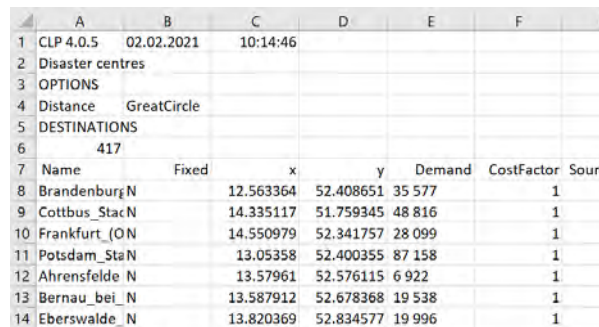 A B C D E F
1 CLP 4.0.5 02.02.2021 10:14:46
2 Disaster centres
3 OPTIONS
4 Distance GreatCircle
5 DESTINATIONS
6 417
7 Name Fixed x y Demand CostFactor Sour
8 Brandenburg N 12.563364 52.408651 35 577 1
9 Cottbus_Stac N 14.335117 51.759345 48 816 1
10 Frankfurt_(O N 14.550979 52.341757 28 099 1
11 Potsdam_Sta N 13.05358 52.400355 87 158 1
12 Ahrensfelde N 13.57961 52.576115 6 922 1
13 Bernau_bei_ N 13.587912 52.678368 19 538 1
14 Eberswalde_ N 13.820369 52.834577 19 996 1